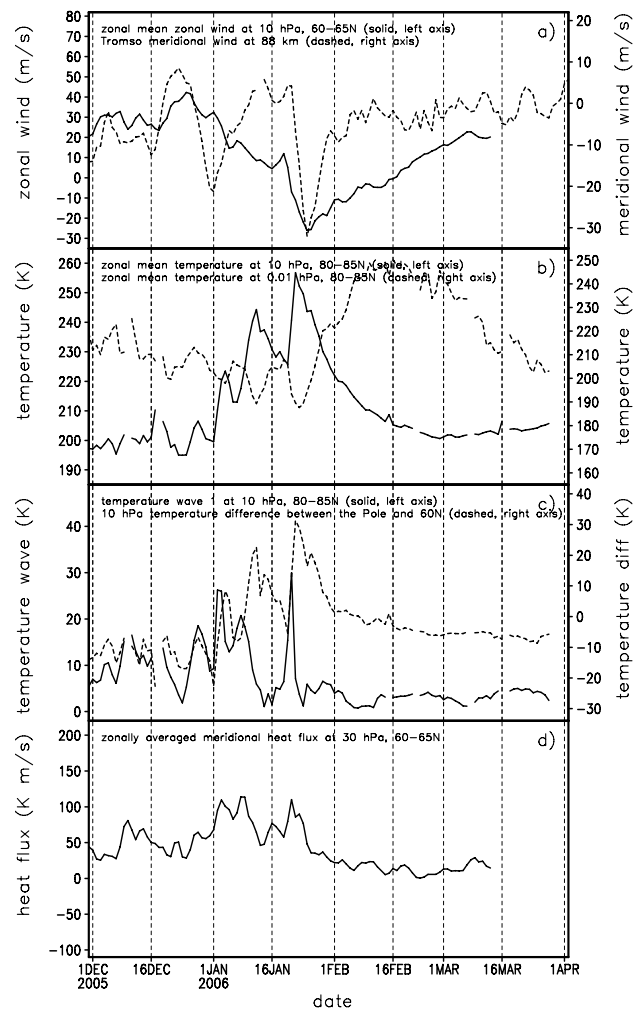 zonal mean zonal wind at 10 hPa, 60-65N (solid, left axis)
Tromso meridional wind at 88 km (dashed, right axis)
a)
zonal wind (m/s)
80
70
60
50
40
30
20
10
0
-10
-20
-30
20
10
0
-10
-20
-30
meridional wind (m/s)
zonal mean temperature at 10 hPa, 80-85N (solid, left axis)
zonal mean temperature at 0.01 hPa, 80-85N (dashed, right axis)
b)
temperature (K)
260
250
240
230
220
210
200
190
250
240
230
220
210
200
190
180
170
160
temperature (K)
temperature wave 1 at 10 hPa, 80-85N (solid, left axis)
10 hPa temperature difference between the Pole and 60N (dashed, right axis)
c)
temperature wave (K)
40
30
20
10
0
40
30
20
10
0
-10
-20
-30
temperature diff (K)
zonally averaged meridional heat flux at 30 hPa, 60-65N
d)
heat flux (K m/s)
200
150
100
50
0
-50
-100
1DEC 16DEC 1JAN 16JAN 1FEB 16FEB 1MAR 16MAR 1APR
2005 2006
date